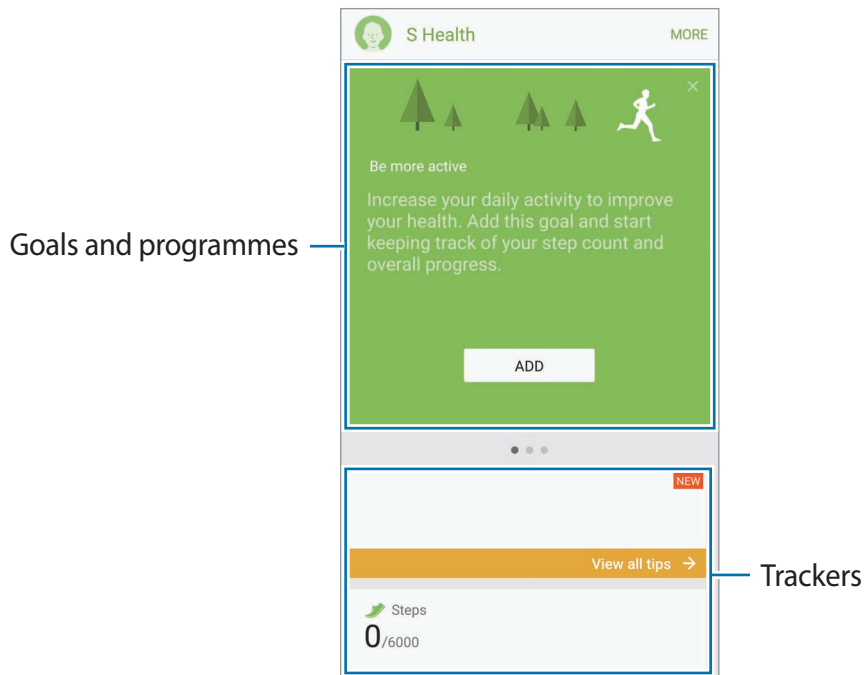 S Health
MORE
Be more active
Increase your daily activity to improve
your health. Add this goal and start
keeping track of your step count and
overall progress.
Goals and programmes
ADD
NEW
View all tips
Trackers
Steps
0/6000